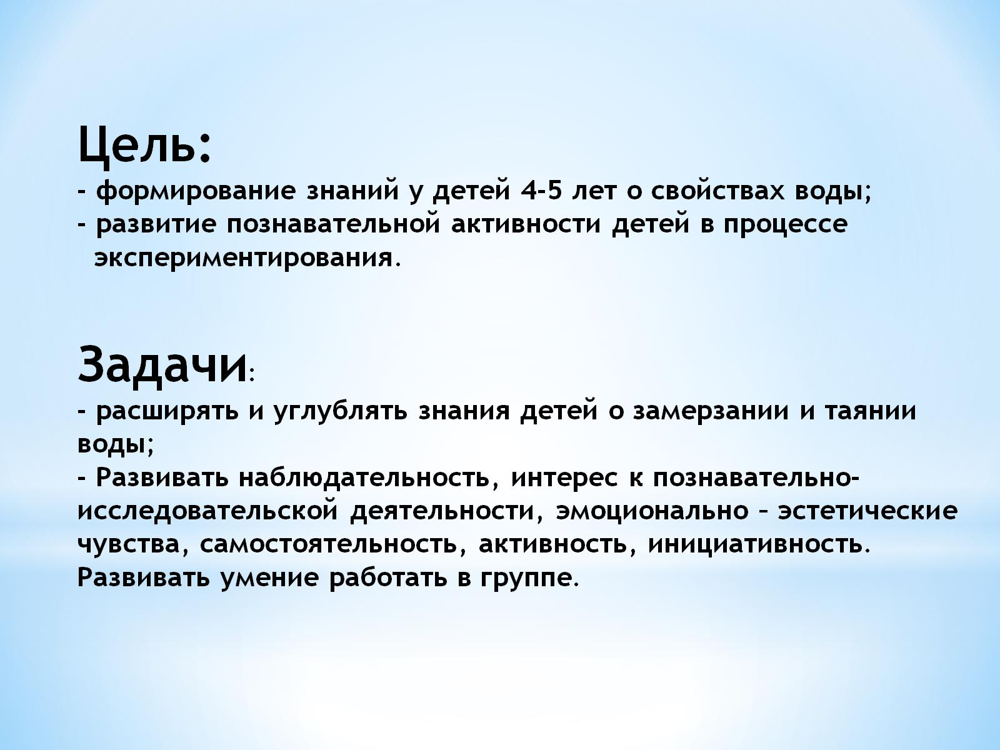 Цель:
- формирование знаний у детей 4-5 лет о свойствах воды;
- развитие познавательной активности детей в процессе
экспериментирования.
Задачи:
- расширять и углублять знания детей о замерзании и таянии
воды;
- Развивать наблюдательность, интерес к познавательно-
исследовательской деятельности, эмоционально – эстетические
чувства, самостоятельность, активность, инициативность.
Развивать умение работать в группе.